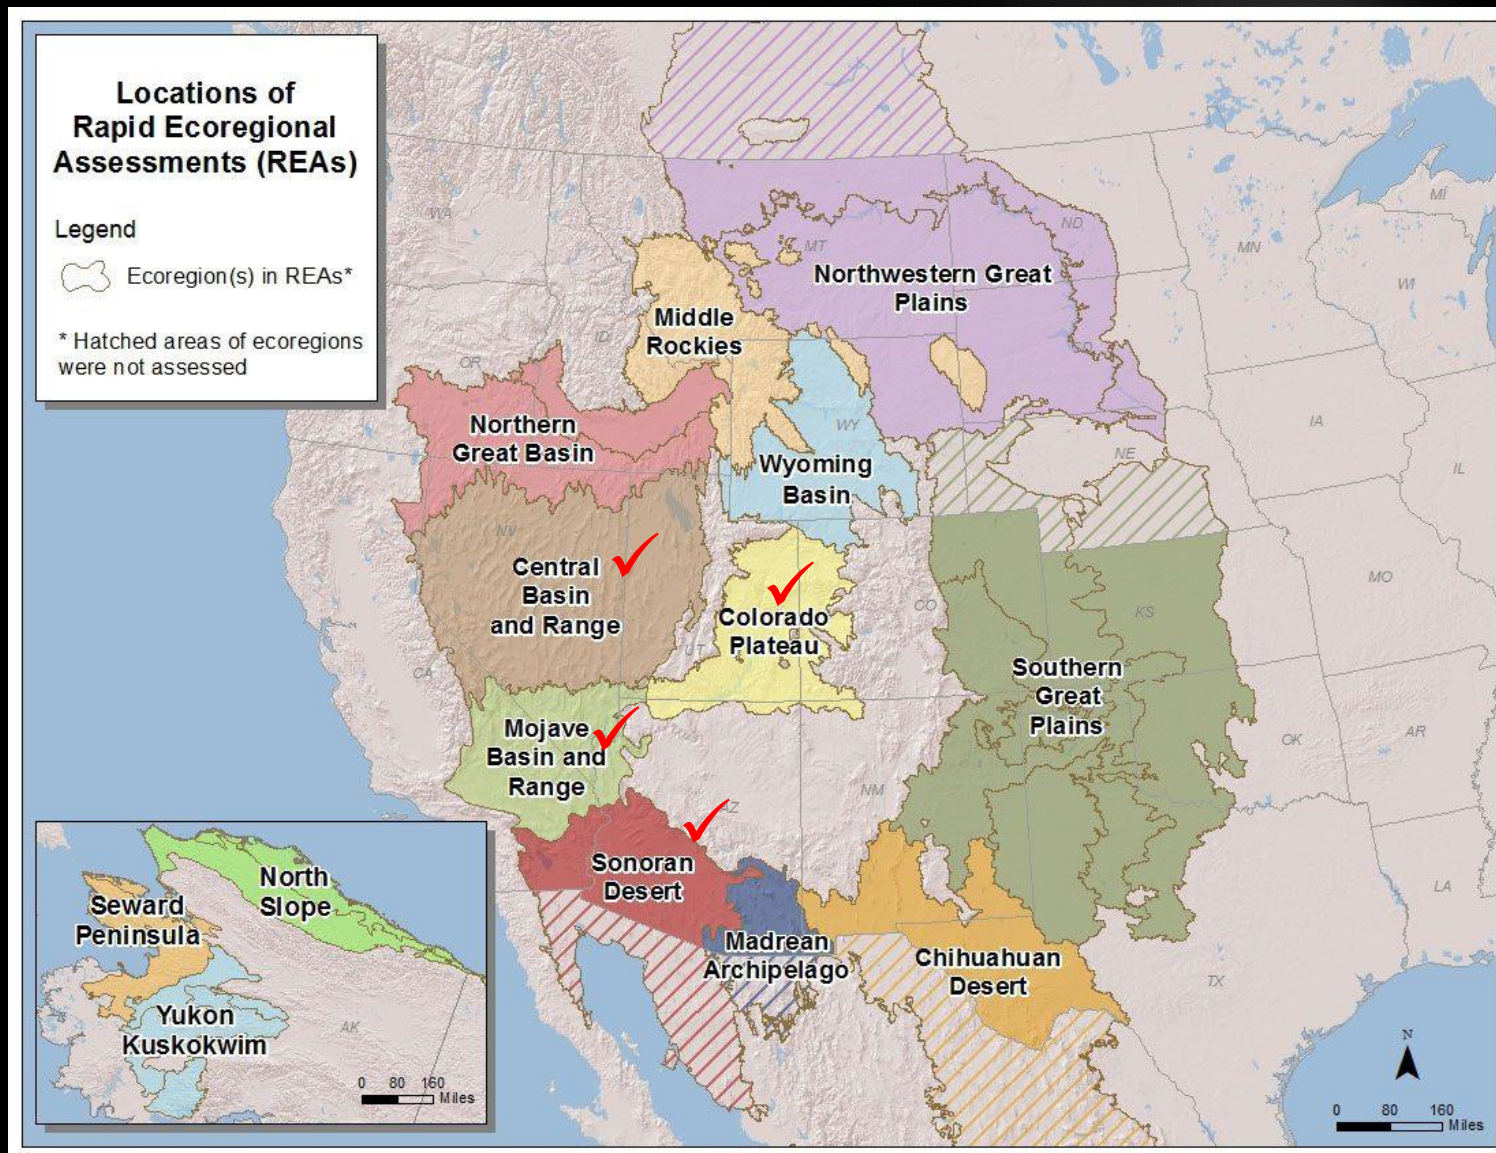 Locations of
Rapid Ecoregional
Assessments (REAs)
Legend
Ecoregion(s) in REAs*
* Hatched areas of ecoregions
were not assessed
WA
MT
ND
MN
MI
WI
Northwestern Great
Plains
Middle
Rockies
ID
OR
SD
WY
IA
NE
IL
Northern
Great Basin
Wyoming
Basin
NV
Central
Basin
and Range
Colorado
Plateau
UT
CO
KS
MO
CA
Southern
Great
Plains
Mojave
Basin and
Range
OK
AR
NM
AZ
Sonoran
Desert
LA
Madrean
Archipelago
Chihuahuan
Desert
TX
North
Slope
Seward
Peninsula
Yukon
Kuskokwim
AK
0 80 160
Miles
N
0 80 160
Miles